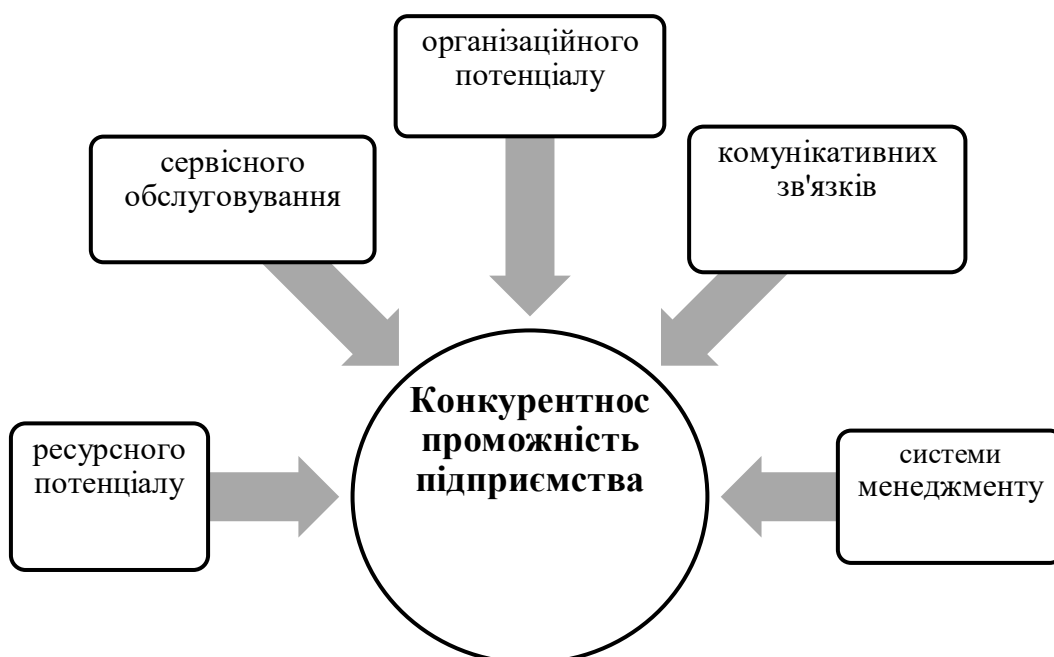 організаційного
потенціалу
сервісного
обслуговування
комунікативних
зв'язків
Конкурентнос
проможність
підприємства
ресурсного
потенціалу
системи
менеджменту